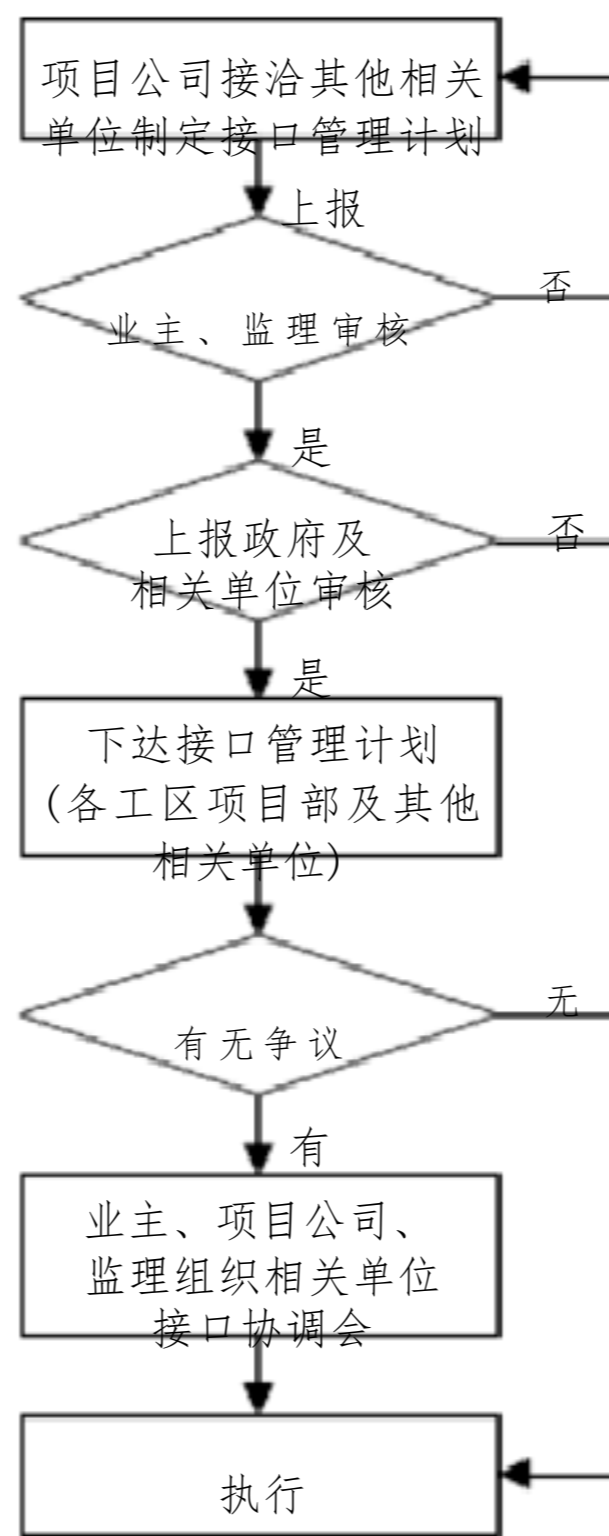 项目公司接洽其他相关
单位制定接口管理计划
上报
否
业主、监理审核
是
否
上报政府及
相关单位审核
是
下达接口管理计划
(各工区项目部及其他
相关单位)
无
有无争议
有
业主、项目公司、
监理组织相关单位
接口协调会
执行